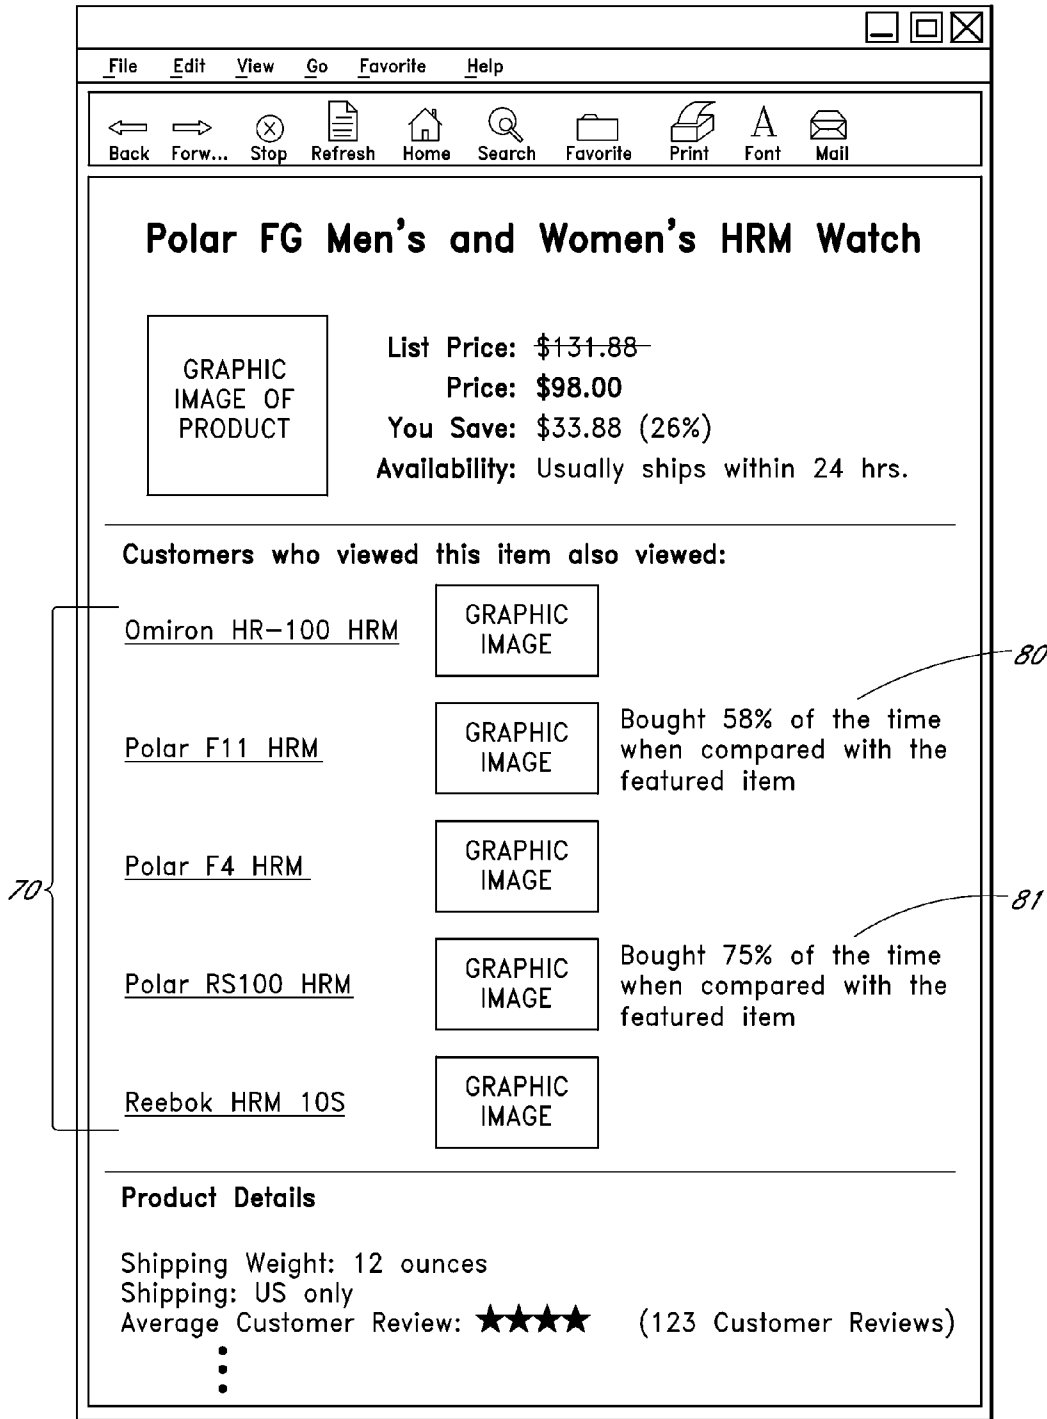 File Edit View Go Favorite Help
Back Forw... Stop Refresh Home Search Favorite Print Font Mail
Polar FG Men's and Women's HRM Watch
GRAPHIC
IMAGE OF
PRODUCT
List Price: $131.88
Price: $98.00
You Save: $33.88 (26%)
Availability: Usually ships within 24 hrs.
Customers who viewed this item also viewed:
Omiron HR-100 HRM
GRAPHIC
IMAGE
80
Polar F11 HRM
GRAPHIC
IMAGE
Bought 58% of the time
when compared with the
featured item
70
Polar F4 HRM
GRAPHIC
IMAGE
81
Polar RS100 HRM
GRAPHIC
IMAGE
Bought 75% of the time
when compared with the
featured item
Reebok HRM 10S
GRAPHIC
IMAGE
Product Details
Shipping Weight: 12 ounces
Shipping: US only
Average Customer Review: ★★★★ (123 Customer Reviews)